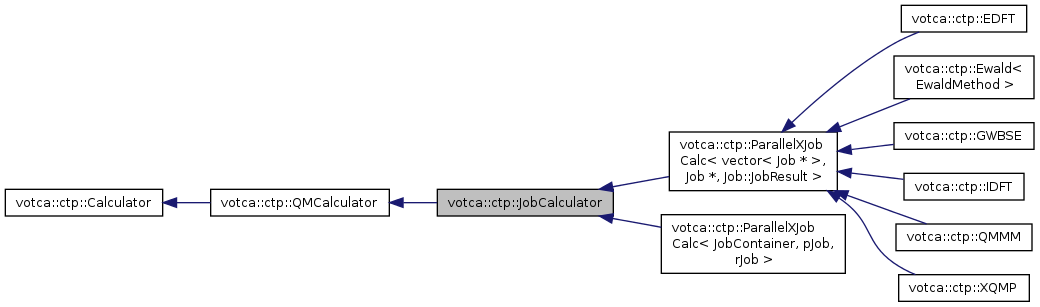 votca::ctp::Calculator
votca::ctp::QMCalculator
votca::ctp::JobCalculator
votca::ctp::ParallelXJob
Calc< vector< Job * >,
Job *, Job::JobResult >
votca::ctp::ParallelXJob
Calc< JobContainer, pJob,
rJob >
votca::ctp::EDFT
votca::ctp::Ewald<
EwaldMethod >
votca::ctp::GWBSE
votca::ctp::IDFT
votca::ctp::QMMM
votca::ctp::XQMP